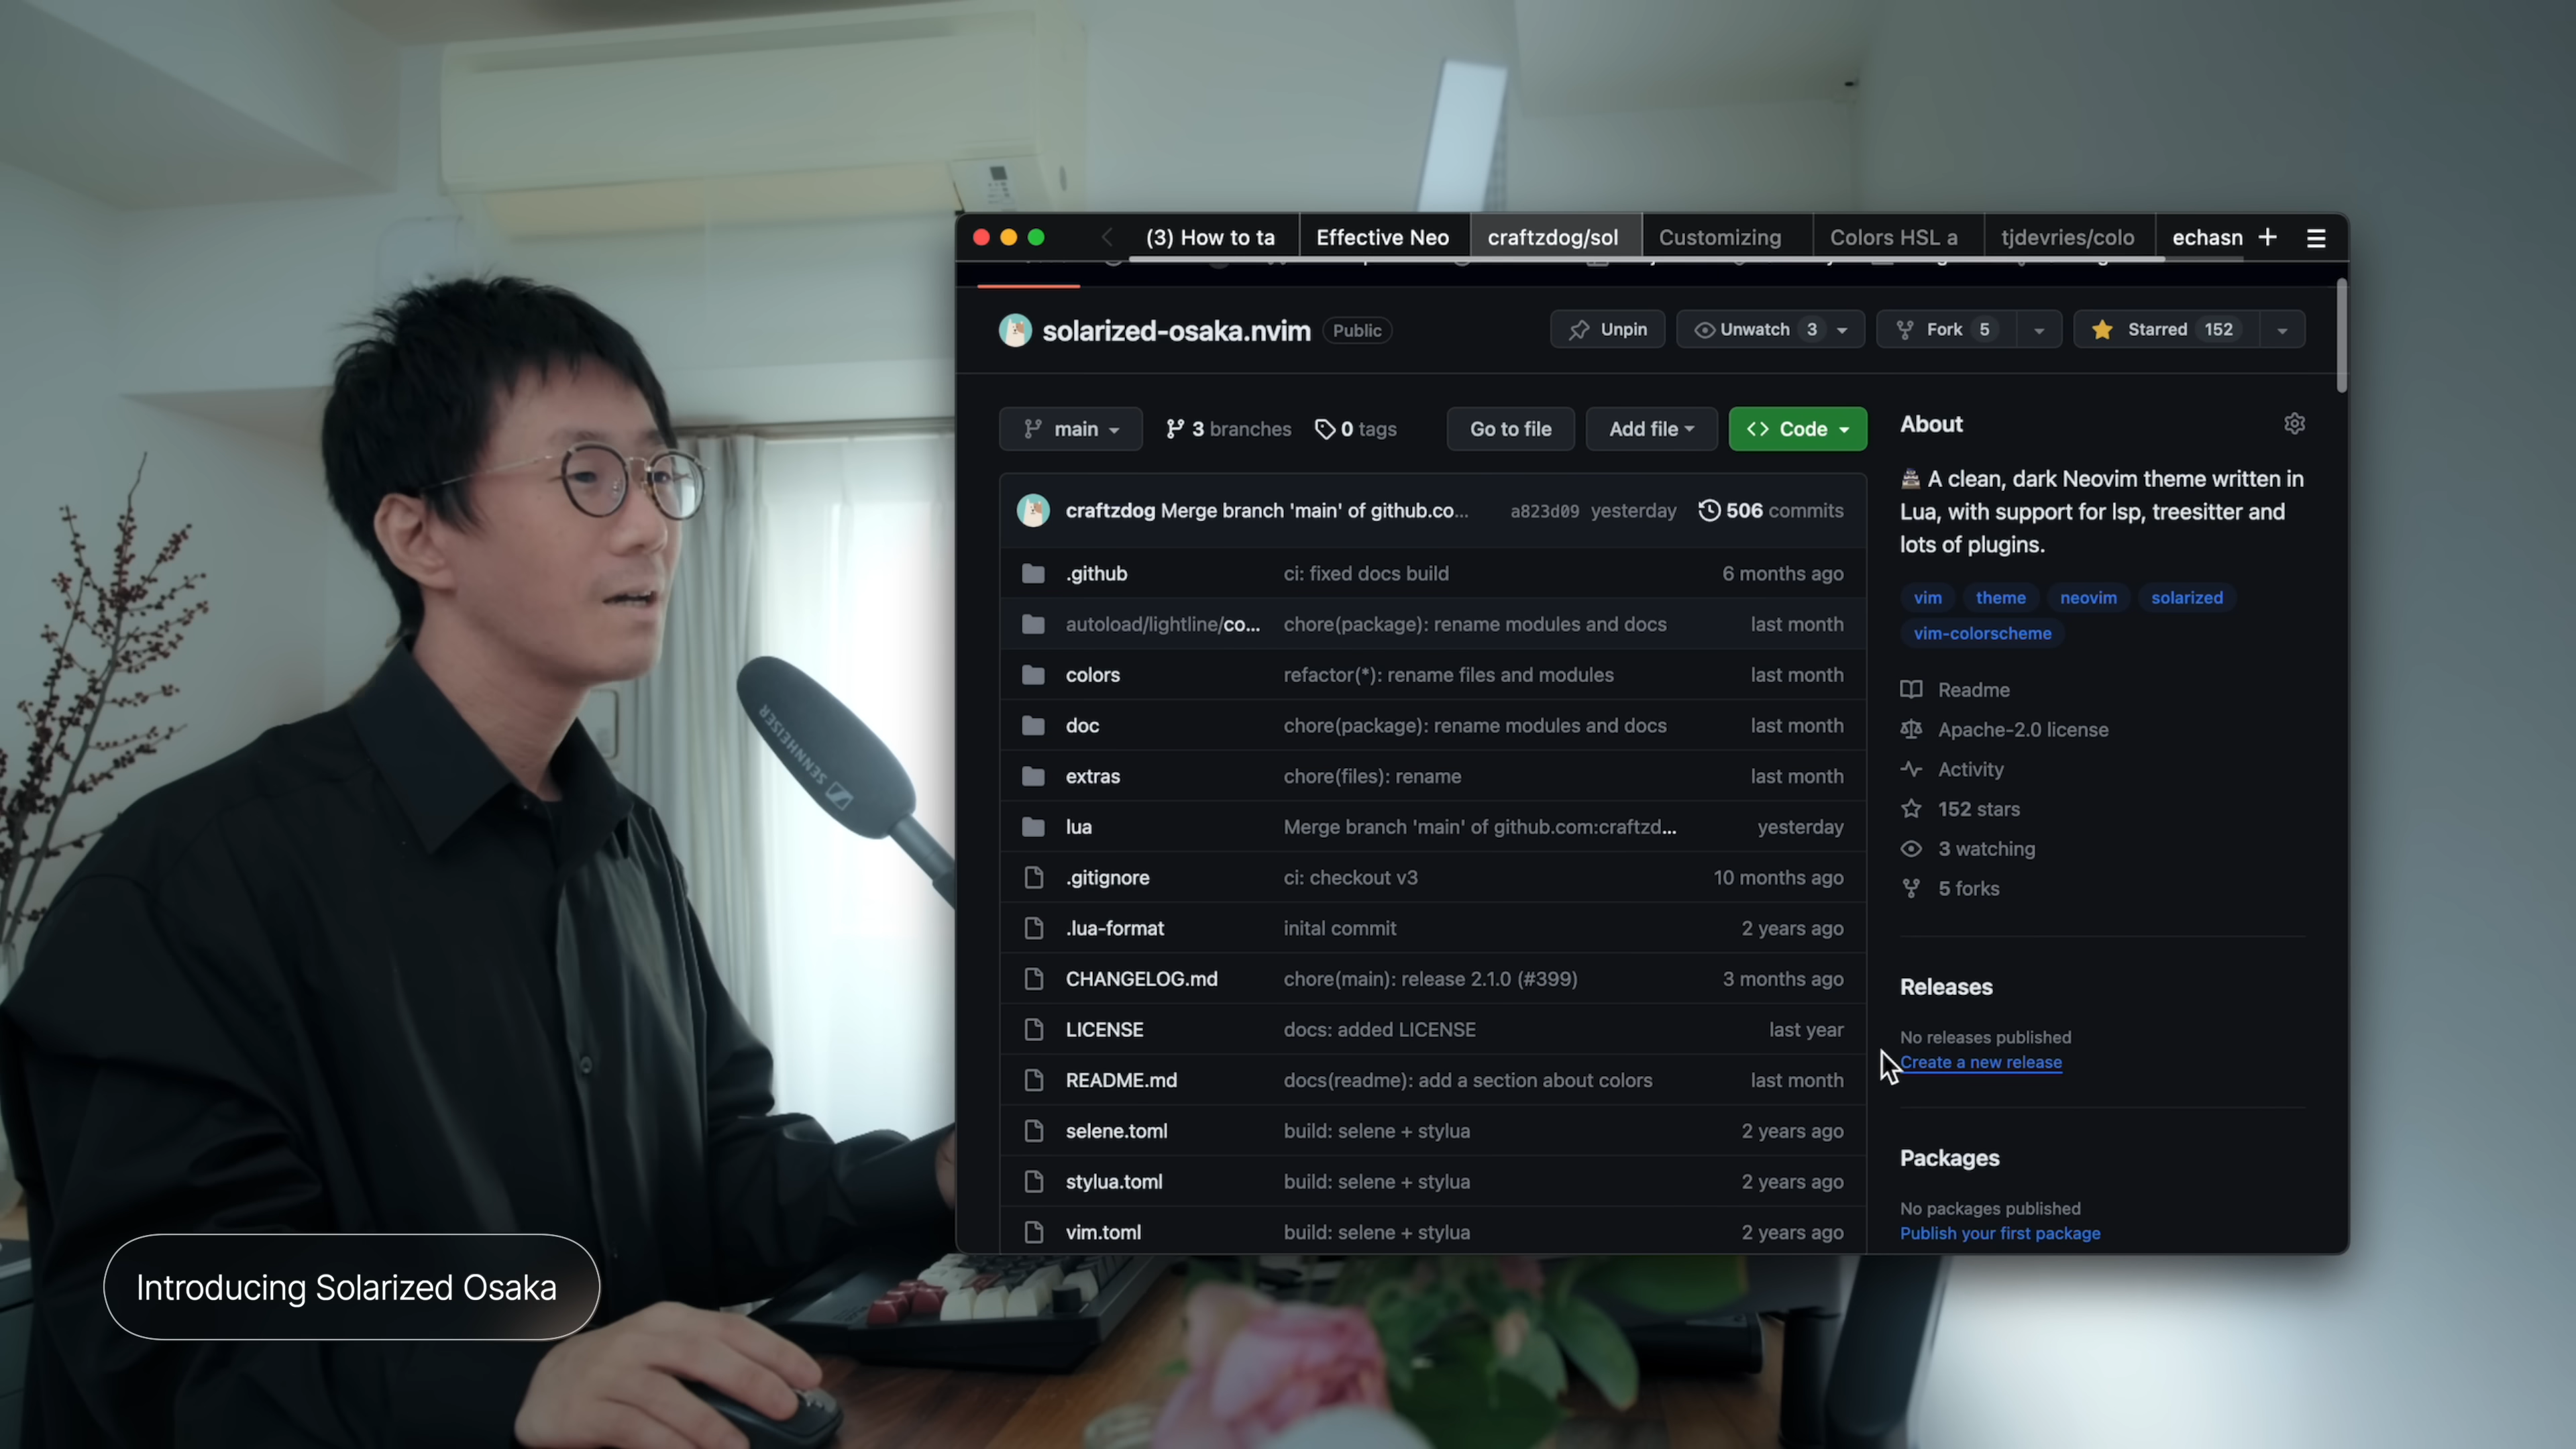 (3) How to ta
Effective Neo
craftzdog/sol
Customizing
Colors HSL a
tjdevries/colo
echasn
solarized-osaka.nvim Public
Unpin
Unwatch 3
Fork 5
Starred 152
main
3 branches
0 tags
Go to file
Add file
Code
craftzdog Merge branch 'main' of github.co... a823d09 yesterday 506 commits
.github ci: fixed docs build 6 months ago
autoload/lightline/co... chore(package): rename modules and docs last month
colors refactor(*): rename files and modules last month
doc chore(package): rename modules and docs last month
extras chore(files): rename last month
lua Merge branch 'main' of github.com:craftzd... yesterday
.gitignore ci: checkout v3 10 months ago
.lua-format inital commit 2 years ago
CHANGELOG.md chore(main): release 2.1.0 (#399) 3 months ago
LICENSE docs: added LICENSE last year
README.md docs(readme): add a section about colors last month
selene.toml build: selene + stylua 2 years ago
stylua.toml build: selene + stylua 2 years ago
vim.toml build: selene + stylua 2 years ago
About
A clean, dark Neovim theme written in
Lua, with support for lsp, treesitter and
lots of plugins.
vim theme neovim solarized
vim-colorscheme
Readme
Apache-2.0 license
Activity
152 stars
3 watching
5 forks
Releases
No releases published
Create a new release
Packages
No packages published
Publish your first package
SENNHEISER
Introducing Solarized Osaka